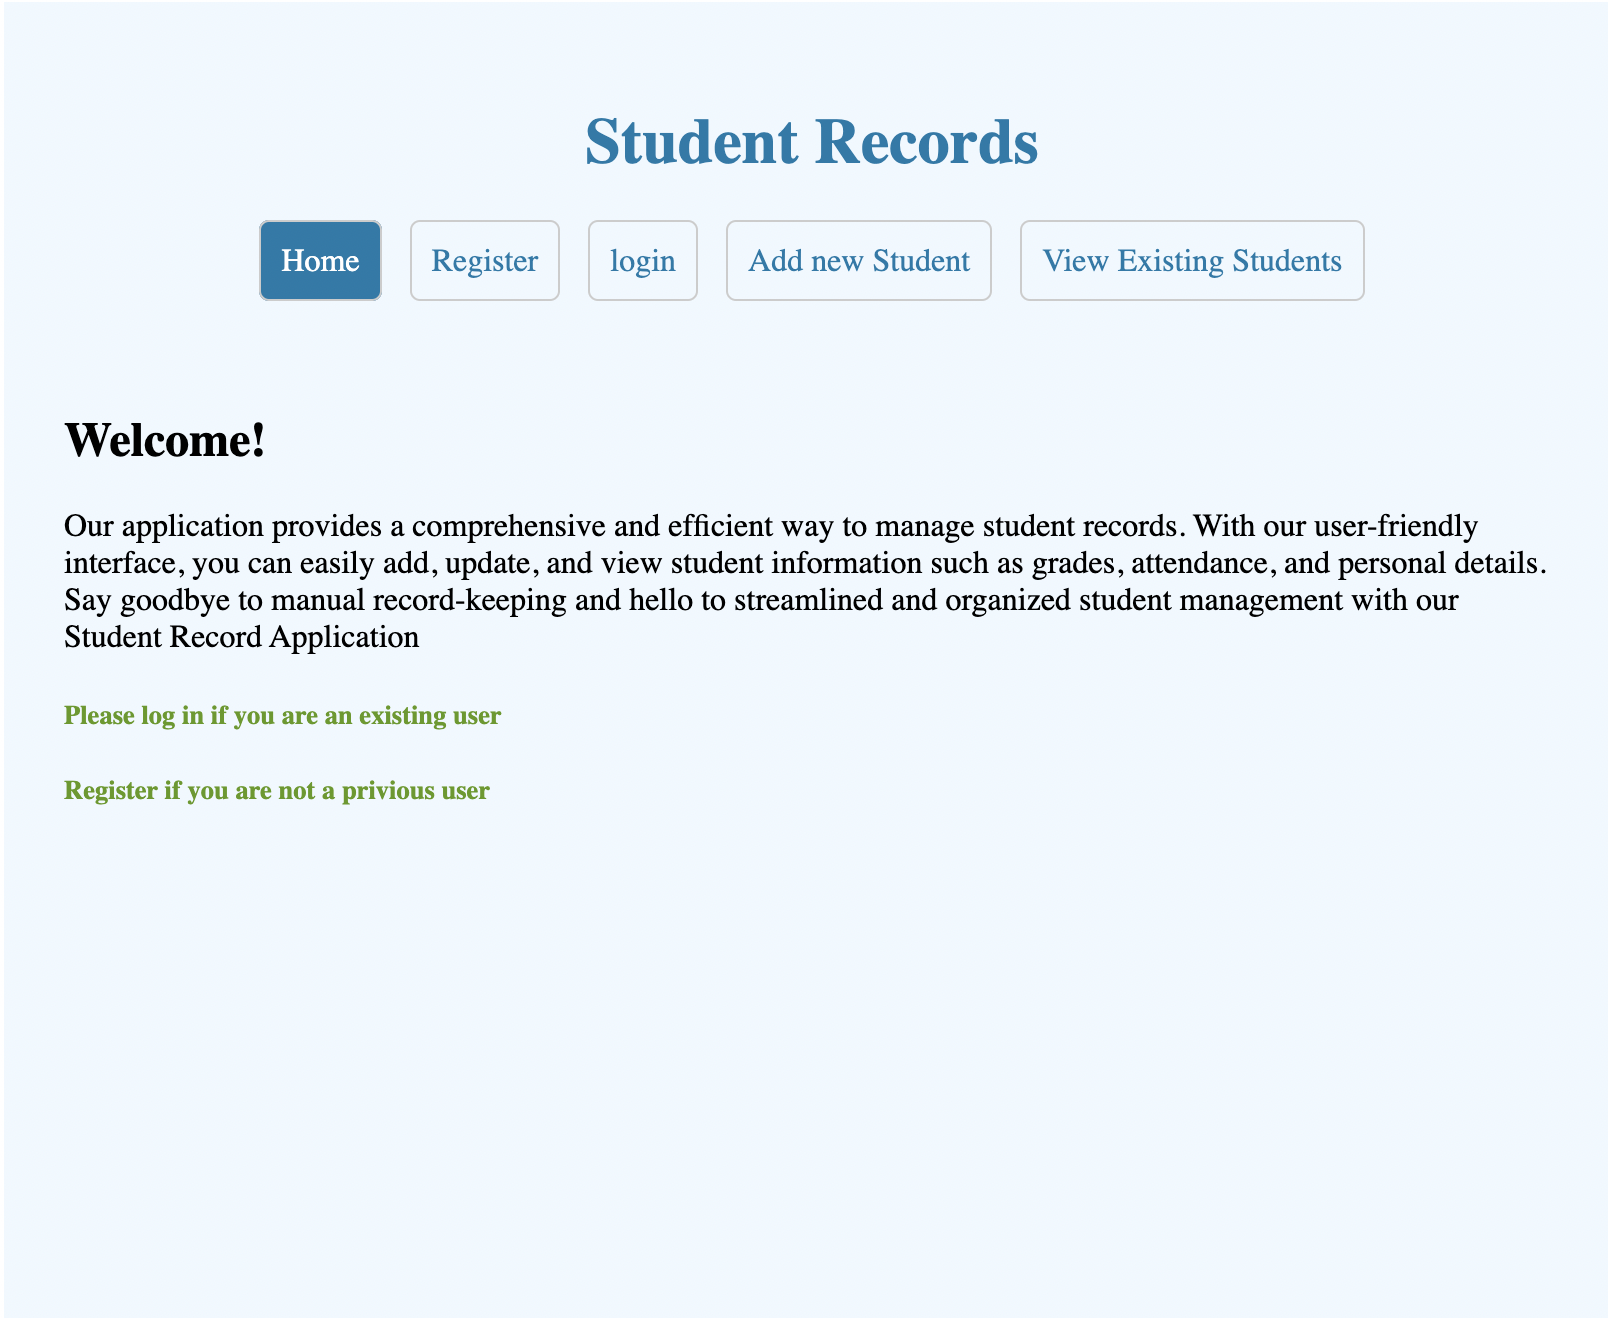 Student Records
Home
Register
login
Add new Student
View Existing Students
Welcome!
Our application provides a comprehensive and efficient way to manage student records. With our user-friendly
interface, you can easily add, update, and view student information such as grades, attendance, and personal details.
Say goodbye to manual record-keeping and hello to streamlined and organized student management with our
Student Record Application
Please log in if you are an existing user
Register if you are not a privious user